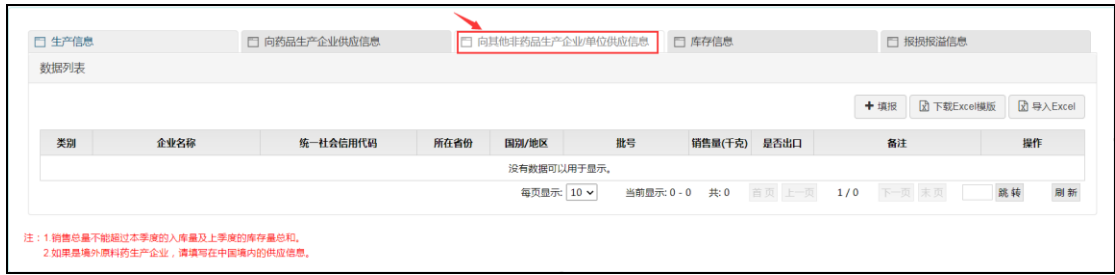 生产信息 向药品生产企业供应信息 向其他非药品生产企业/单位供应信息 库存信息 报损报溢信息
数据列表
填报 下载Excel模版 导入Excel
类别 企业名称 统一社会信用代码 所在省份 国别/地区 批号 销售量(千克) 是否出口 备注 操作
没有数据可以用于显示。
每页显示: 10 当前显示: 0 - 0 共: 0 首页 上一页 1 / 0 下一页 末页 跳转 刷新
注：1.销售总量不能超过本季度的入库量及上季度的库存量总和。
2.如果是境外原料药生产企业，请填写在中国境内的供应信息。